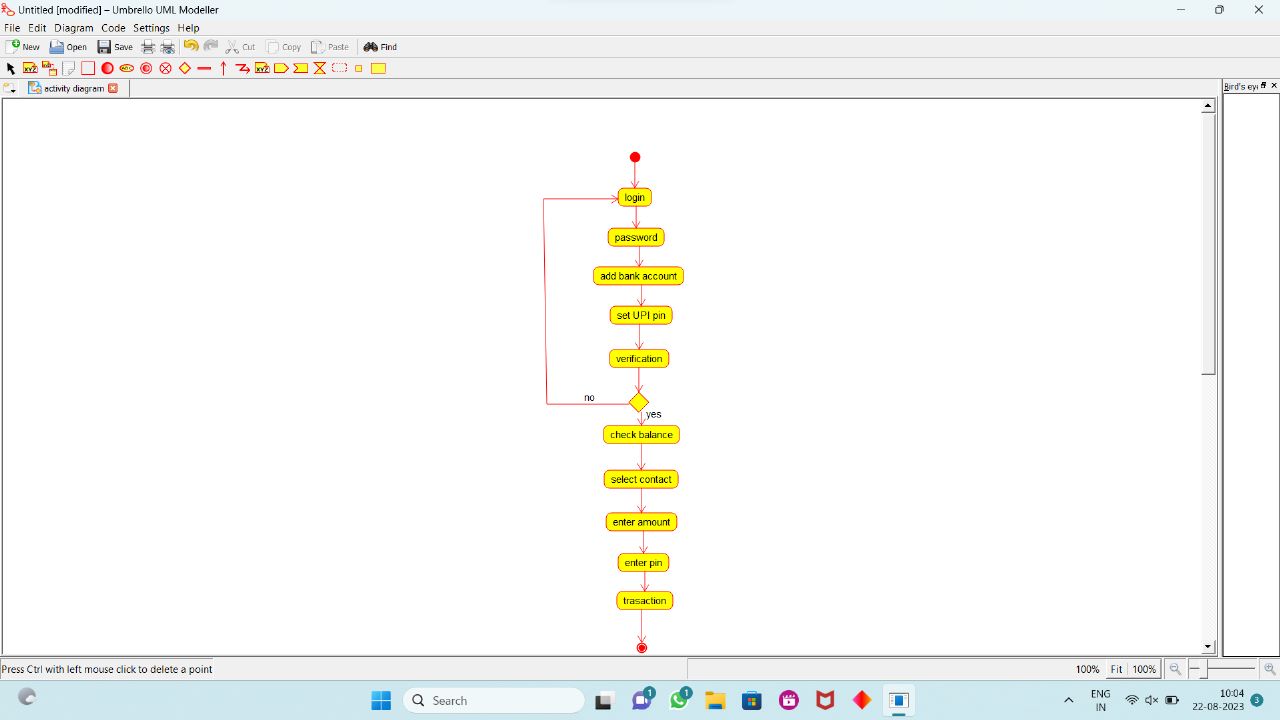 Untitled [modified] – Umbrello UML Modeller
File Edit Diagram Code Settings Help
New Open Save Cut Copy Paste Find
activity diagram
Bird's eye
login
password
add bank account
set UPI pin
verification
no
yes
check balance
select contact
enter amount
enter pin
trasaction
Press Ctrl with left mouse click to delete a point
100% Fit 100%
Search
1
1
ENG
IN
10:04
22-08-2023
3